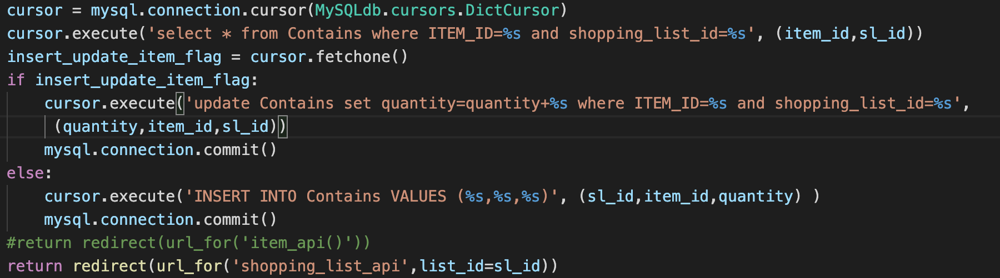 cursor = mysql.connection.cursor(MySQLdb.cursors.DictCursor)
cursor.execute('select * from Contains where ITEM_ID=%s and shopping_list_id=%s', (item_id,sl_id))
insert_update_item_flag = cursor.fetchone()
if insert_update_item_flag:
    cursor.execute('update Contains set quantity=quantity+%s where ITEM_ID=%s and shopping_list_id=%s',
     (quantity,item_id,sl_id))
    mysql.connection.commit()
else:
    cursor.execute('INSERT INTO Contains VALUES (%s,%s,%s)', (sl_id,item_id,quantity) )
    mysql.connection.commit()
#return redirect(url_for('item_api()'))
return redirect(url_for('shopping_list_api',list_id=sl_id))